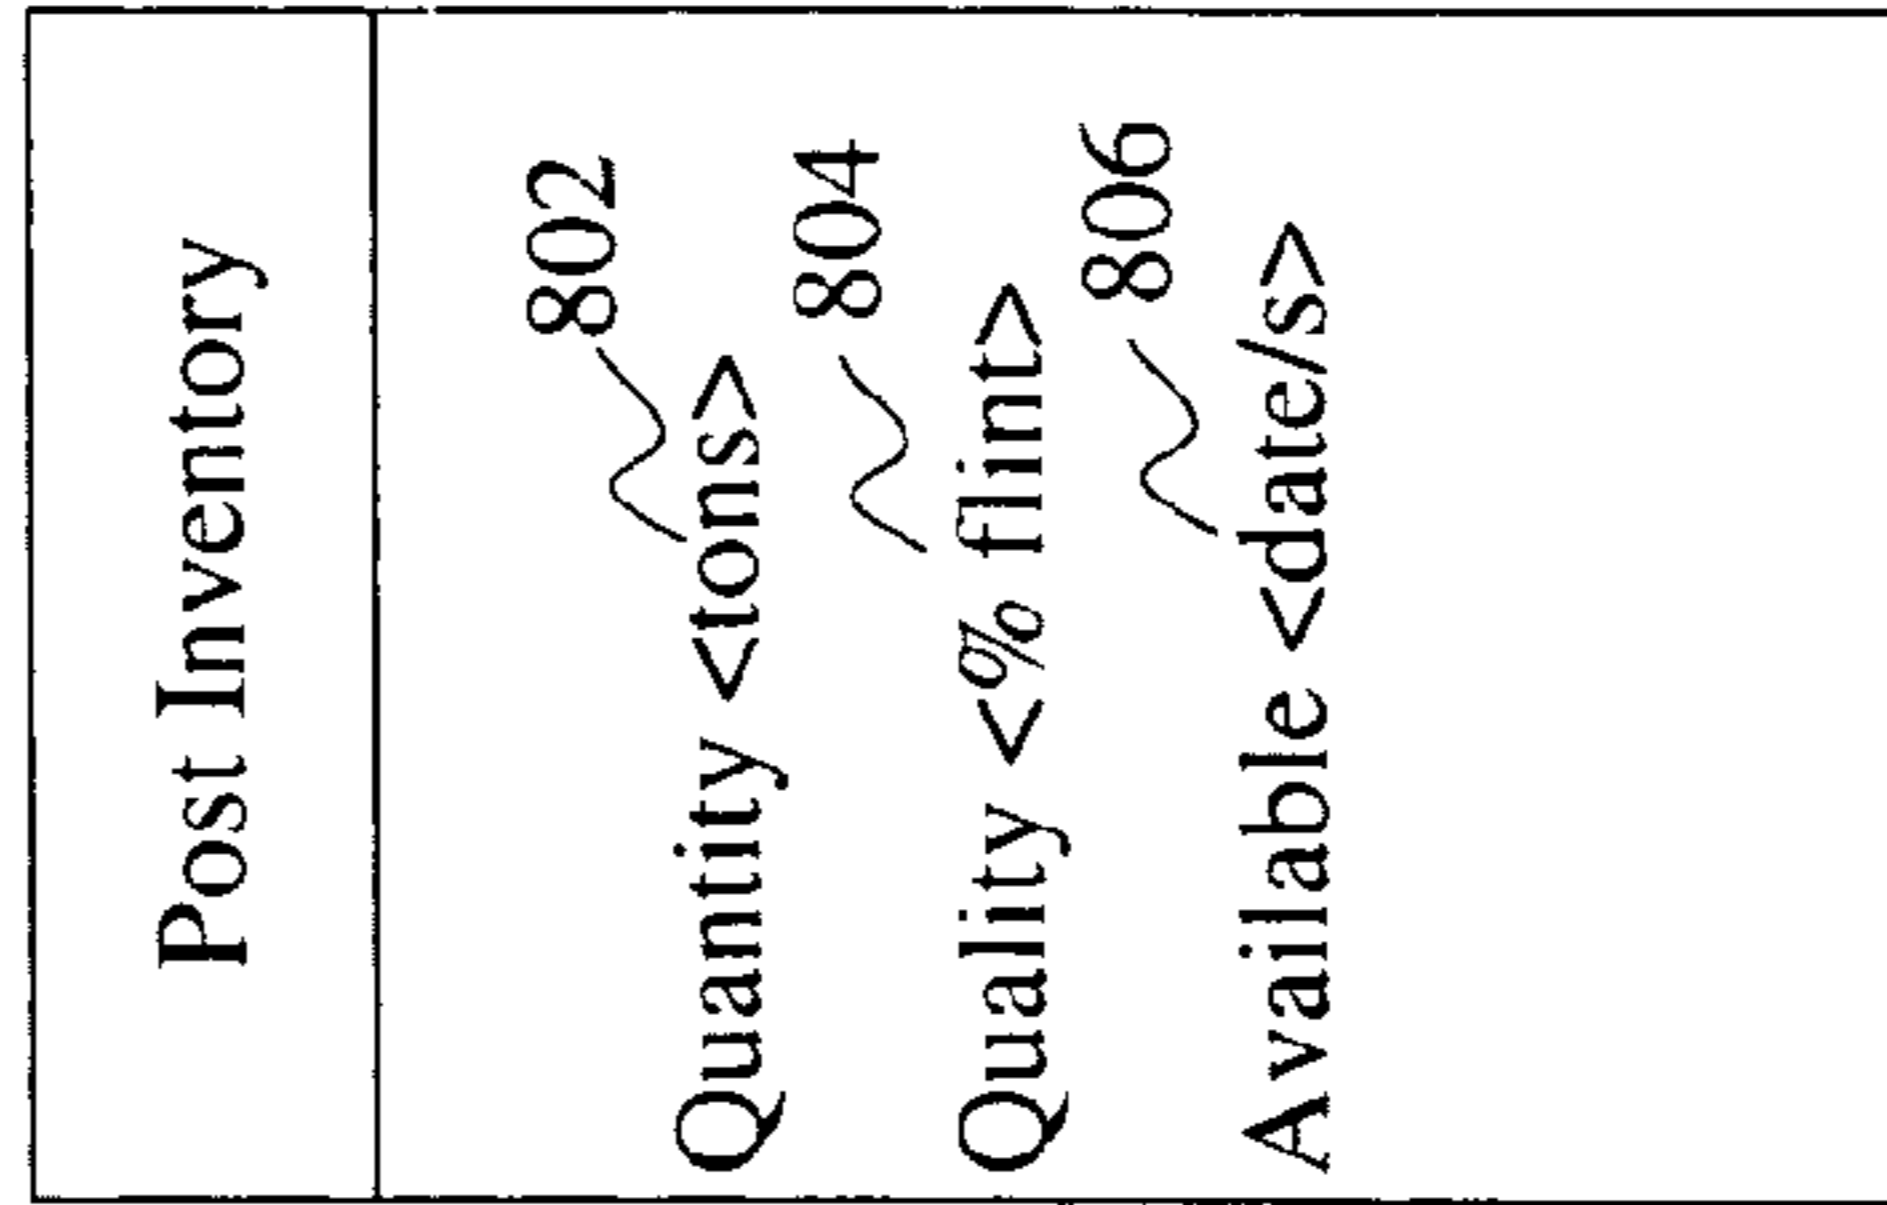 Post Inventory
802
Quantity <tons>
804
Quality <% flint>
806
Available <date/s>